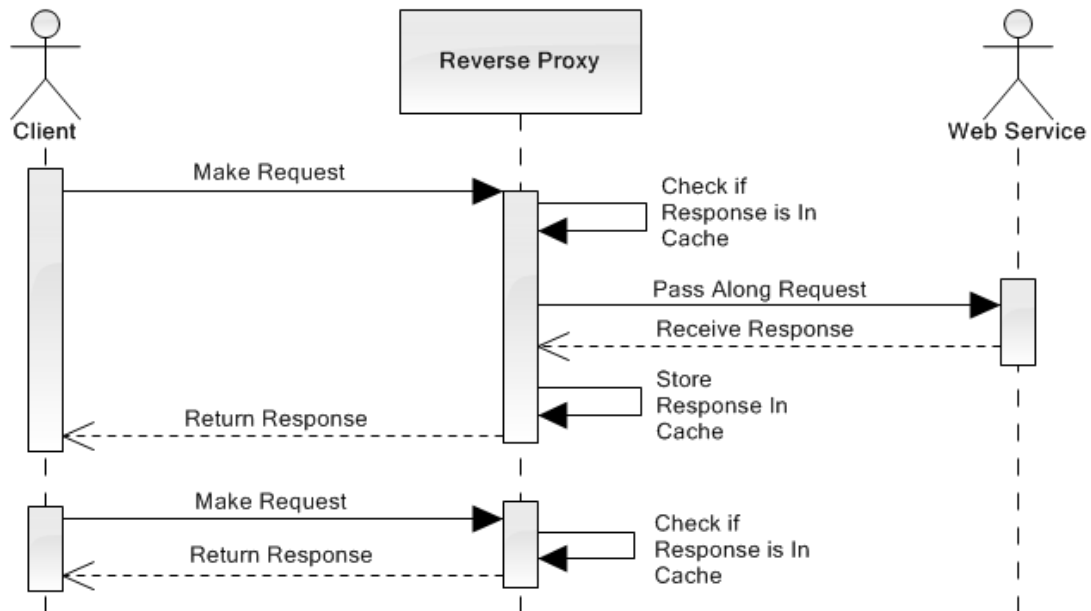 Reverse Proxy
Client
Web Service
Make Request
Check if
Response is In
Cache
Pass Along Request
Receive Response
Store
Response In
Cache
Return Response
Make Request
Check if
Response is In
Cache
Return Response